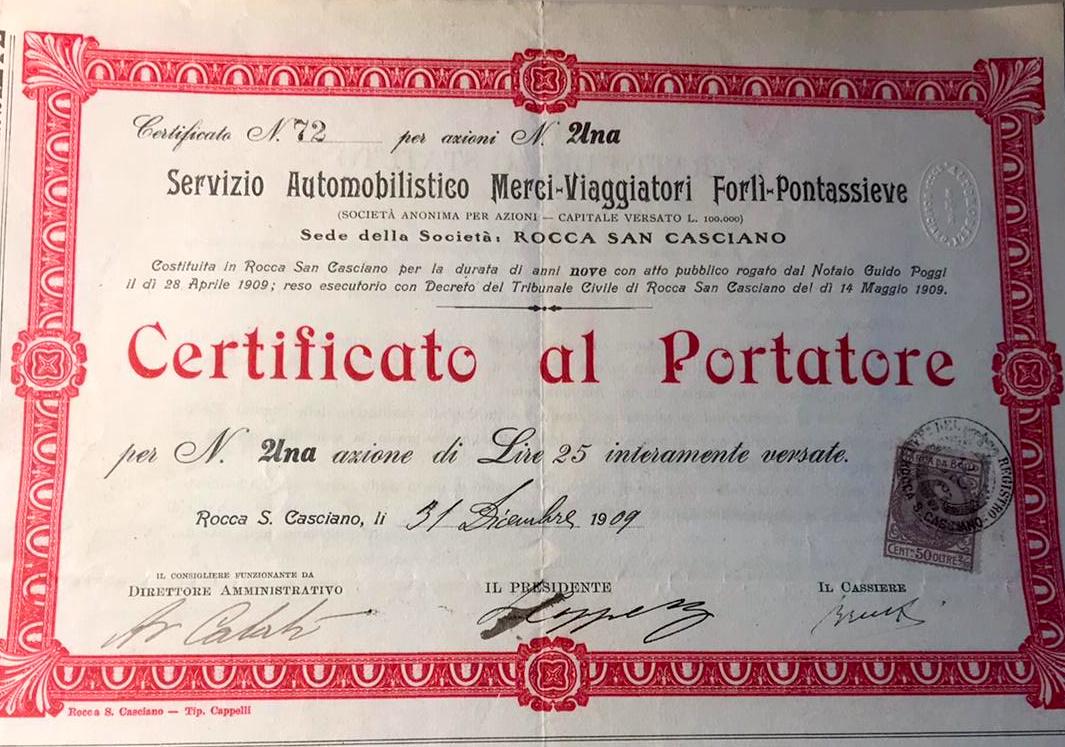 Certificato N. 72 per azioni N. Una
Servizio Automobilistico Merci-Viaggiatori Forlì-Pontassieve
(SOCIETÀ ANONIMA PER AZIONI — CAPITALE VERSATO L. 100,000)
Sede della Società: ROCCA SAN CASCIANO
Costituita in Rocca San Casciano per la durata di anni nove con atto pubblico rogato dal Notaio Guido Poggi
il dì 28 Aprile 1909; reso esecutorio con Decreto del Tribunale Civile di Rocca San Casciano del dì 14 Maggio 1909.
Certificato al Portatore
per N. Una azione di Lire 25 interamente versate.
Rocca S. Casciano, lì 31 Dicembre 1909
REGISTRO
ROCCA S. CASCIANO
CENT. 50 OLTRE
IL CONSIGLIERE FUNZIONANTE DA
DIRETTORE AMMINISTRATIVO
IL PRESIDENTE
IL CASSIERE
Rocca S. Casciano — Tip. Cappelli